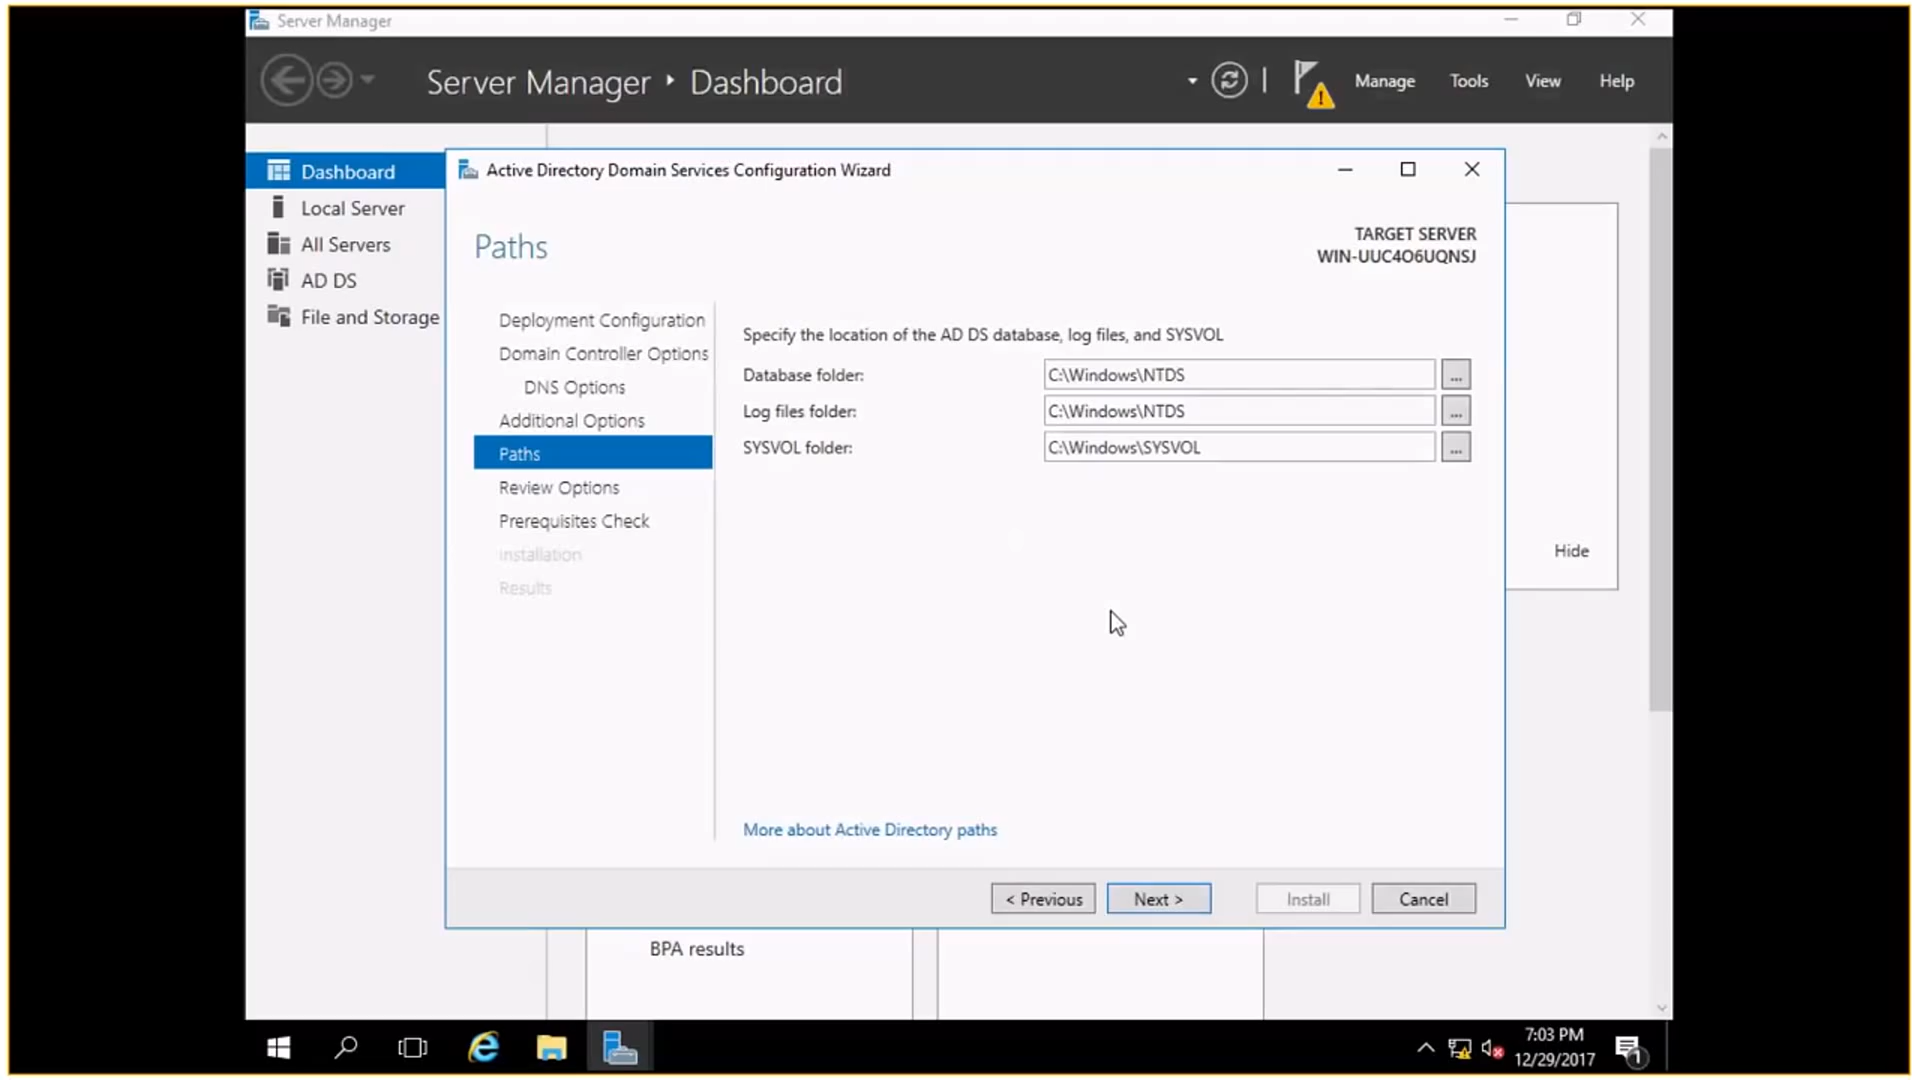 Server Manager
Server Manager ‣ Dashboard
Manage
Tools
View
Help
Dashboard
Local Server
All Servers
AD DS
File and Storage
Active Directory Domain Services Configuration Wizard
Paths
TARGET SERVER
WIN-UUC4O6UQNSJ
Deployment Configuration
Domain Controller Options
DNS Options
Additional Options
Paths
Review Options
Prerequisites Check
Installation
Results
Specify the location of the AD DS database, log files, and SYSVOL
Database folder:
C:\Windows\NTDS
...
Log files folder:
C:\Windows\NTDS
...
SYSVOL folder:
C:\Windows\SYSVOL
...
More about Active Directory paths
< Previous
Next >
Install
Cancel
Hide
BPA results
7:03 PM
12/29/2017
1